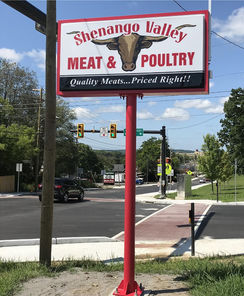 Shenango Valley
MEAT & POULTRY
Quality Meats...Priced Right!!